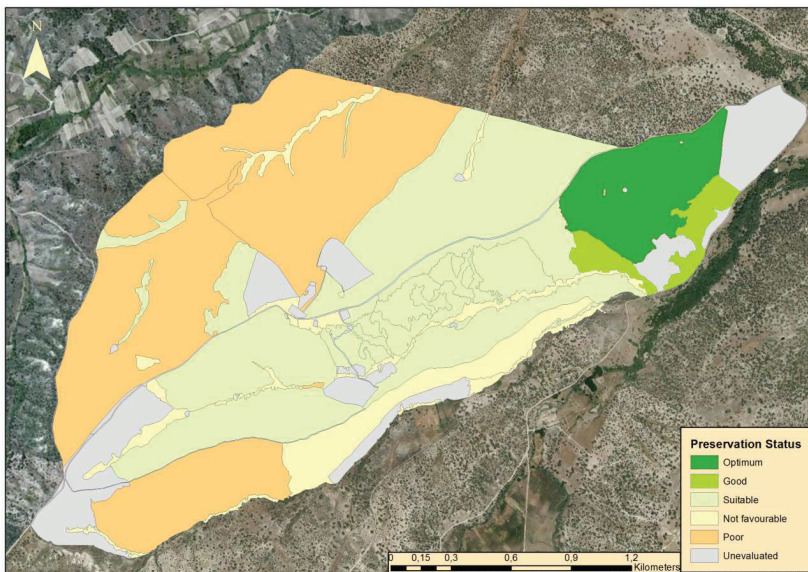 N
Preservation Status
Optimum
Good
Suitable
Not favourable
Poor
Unevaluated
0 0,15 0,3 0,6 0,9 1,2
Kilometers